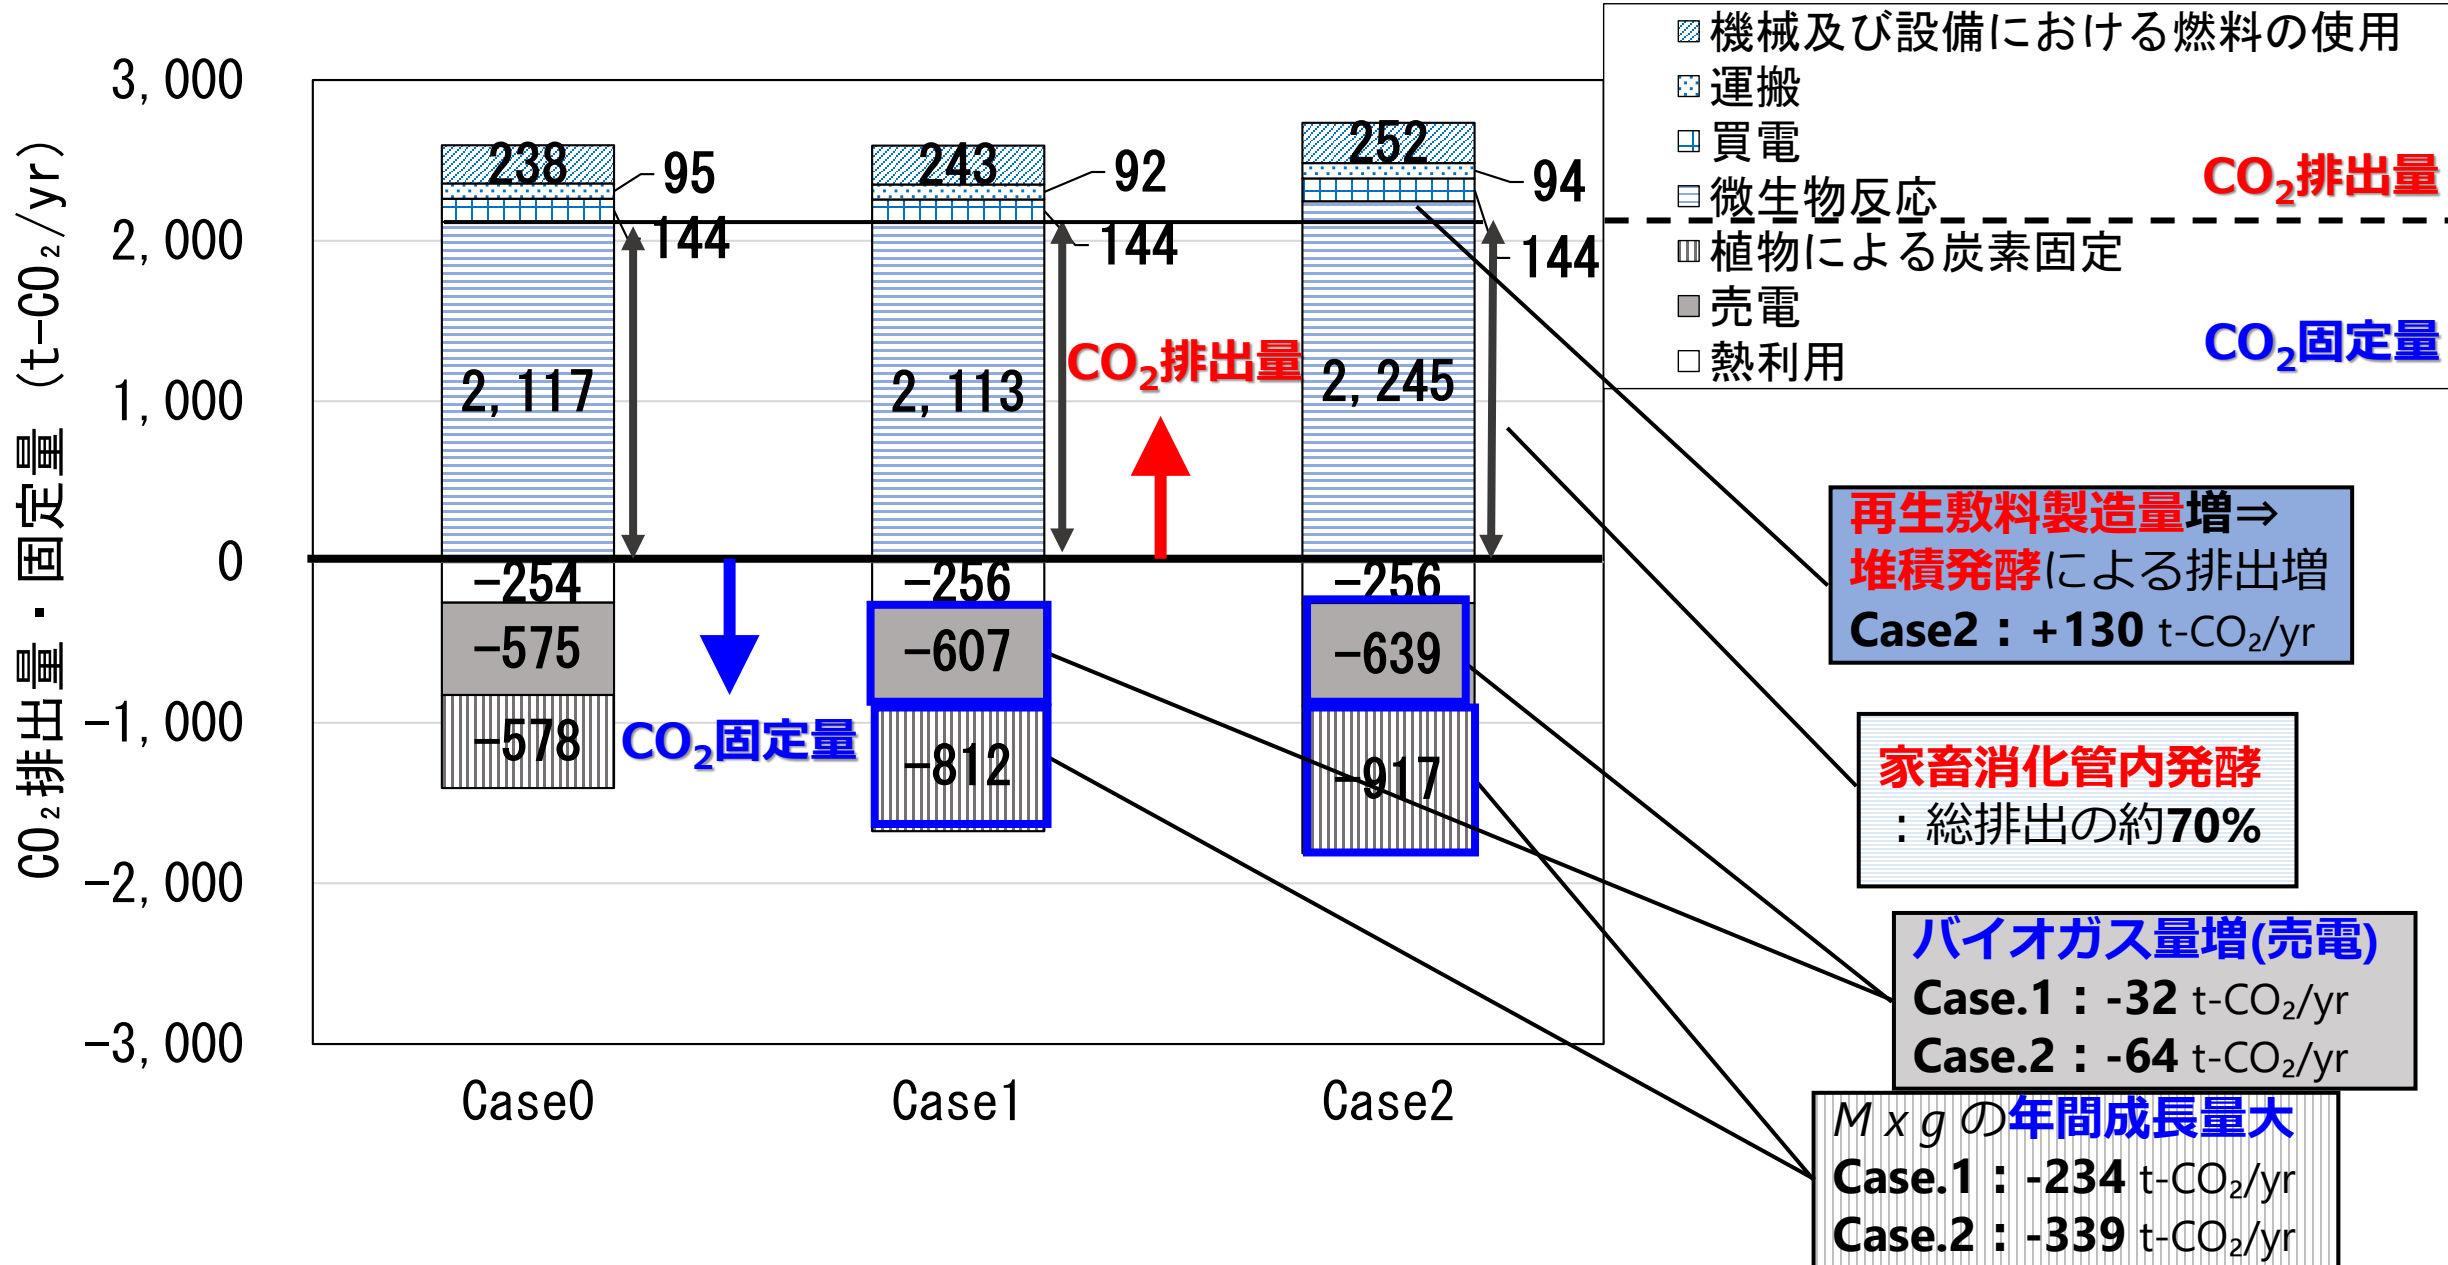 CO₂排出量・固定量（t-CO₂/yr）
3,000
2,000
1,000
0
-1,000
-2,000
-3,000
238
95
144
2,117
-254
-575
-578
Case0
CO₂固定量
243
92
144
2,113
-256
-607
-812
Case1
CO₂排出量
252
94
144
2,245
-256
-639
-917
Case2
機械及び設備における燃料の使用
運搬
買電
微生物反応
CO₂排出量
植物による炭素固定
売電
熱利用
CO₂固定量
再生敷料製造量増⇒
堆積発酵による排出増
Case2：+130 t-CO₂/yr
家畜消化管内発酵
：総排出の約70%
バイオガス量増(売電)
Case.1：-32 t-CO₂/yr
Case.2：-64 t-CO₂/yr
M x g の年間成長量大
Case.1：-234 t-CO₂/yr
Case.2：-339 t-CO₂/yr